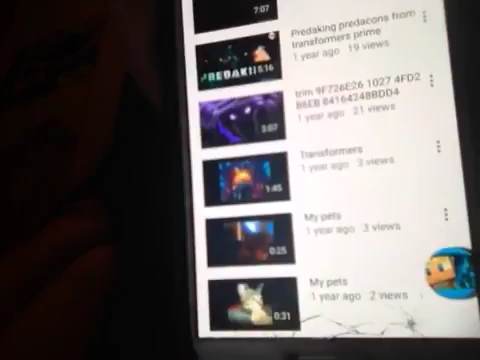 7:07
Predaking predacons from
transformers prime
1 year ago 19 views
PREDAKI
5:16
trim 9F726E26 1027 4FD2
B6EB 84164248BDD4
1 year ago 21 views
3:07
Transformers
1 year ago 3 views
1:45
My pets
1 year ago 3 views
0:25
My pets
1 year ago 2 views
0:31